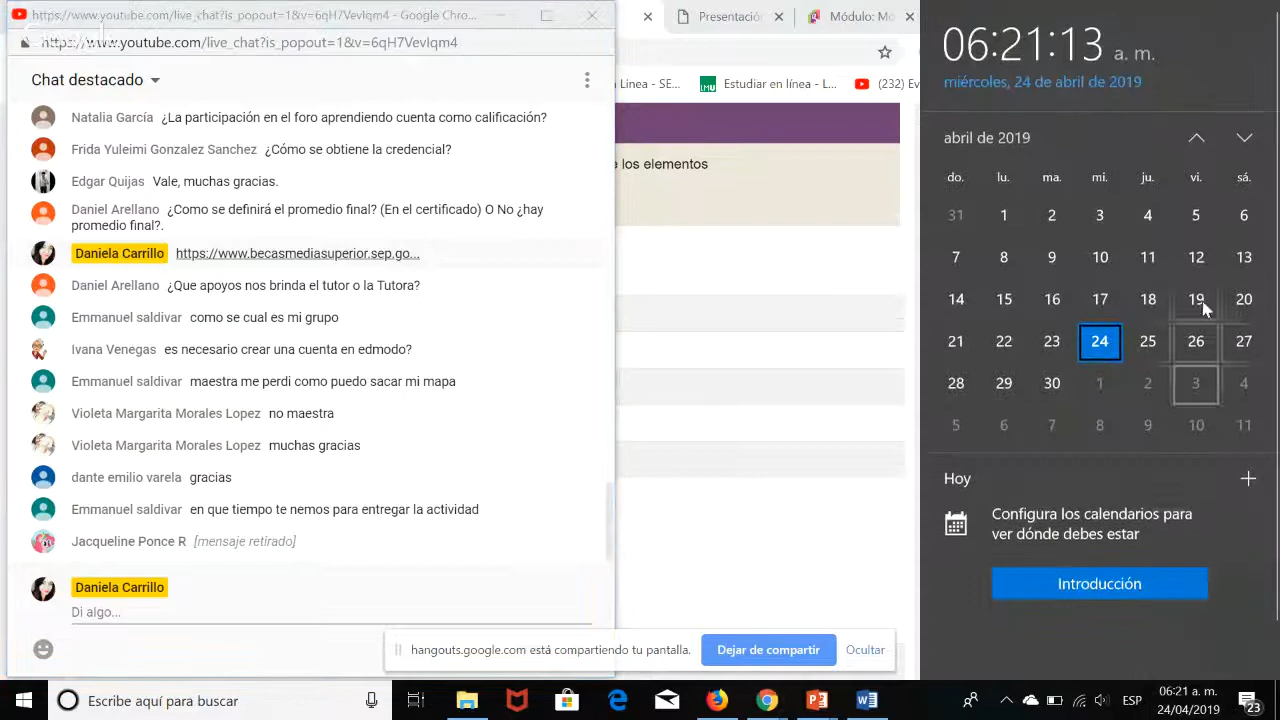 https://www.youtube.com/live_chat?is_popout=1&v=6qH7VevIqm4 - Google Chro...
https://www.youtube.com/live_chat?is_popout=1&v=6qH7VevIqm4
Presentació
Módulo: Mo
Linea - SE...
Estudiar en línea - L...
(232) Ev
Chat destacado
Natalia García ¿La participación en el foro aprendiendo cuenta como calificación?
Frida Yuleimi Gonzalez Sanchez ¿Cómo se obtiene la credencial?
Edgar Quijas Vale, muchas gracias.
Daniel Arellano ¿Como se definirá el promedio final? (En el certificado) O No ¿hay
promedio final?.
Daniela Carrillo https://www.becasmediasuperior.sep.go...
Daniel Arellano ¿Que apoyos nos brinda el tutor o la Tutora?
Emmanuel saldivar como se cual es mi grupo
Ivana Venegas es necesario crear una cuenta en edmodo?
Emmanuel saldivar maestra me perdi como puedo sacar mi mapa
Violeta Margarita Morales Lopez no maestra
Violeta Margarita Morales Lopez muchas gracias
dante emilio varela gracias
Emmanuel saldivar en que tiempo te nemos para entregar la actividad
Jacqueline Ponce R [mensaje retirado]
Daniela Carrillo
Di algo...
los elementos
hangouts.google.com está compartiendo tu pantalla.
Dejar de compartir
Ocultar
06:21:13 a. m.
miércoles, 24 de abril de 2019
abril de 2019
do. lu. ma. mi. ju. vi. sá.
31 1 2 3 4 5 6
7 8 9 10 11 12 13
14 15 16 17 18 19 20
21 22 23 24 25 26 27
28 29 30 1 2 3 4
5 6 7 8 9 10 11
Hoy
Configura los calendarios para
ver dónde debes estar
Introducción
Escribe aquí para buscar
ESP
06:21 a. m.
24/04/2019
23